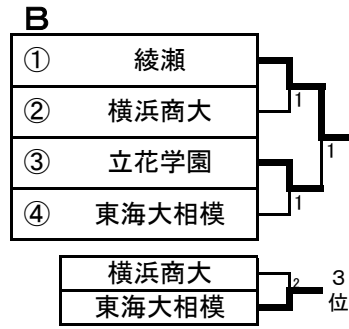 B
① 綾瀬
1
② 横浜商大
1
③ 立花学園
1
④ 東海大相模
横浜商大
2
3位
東海大相模